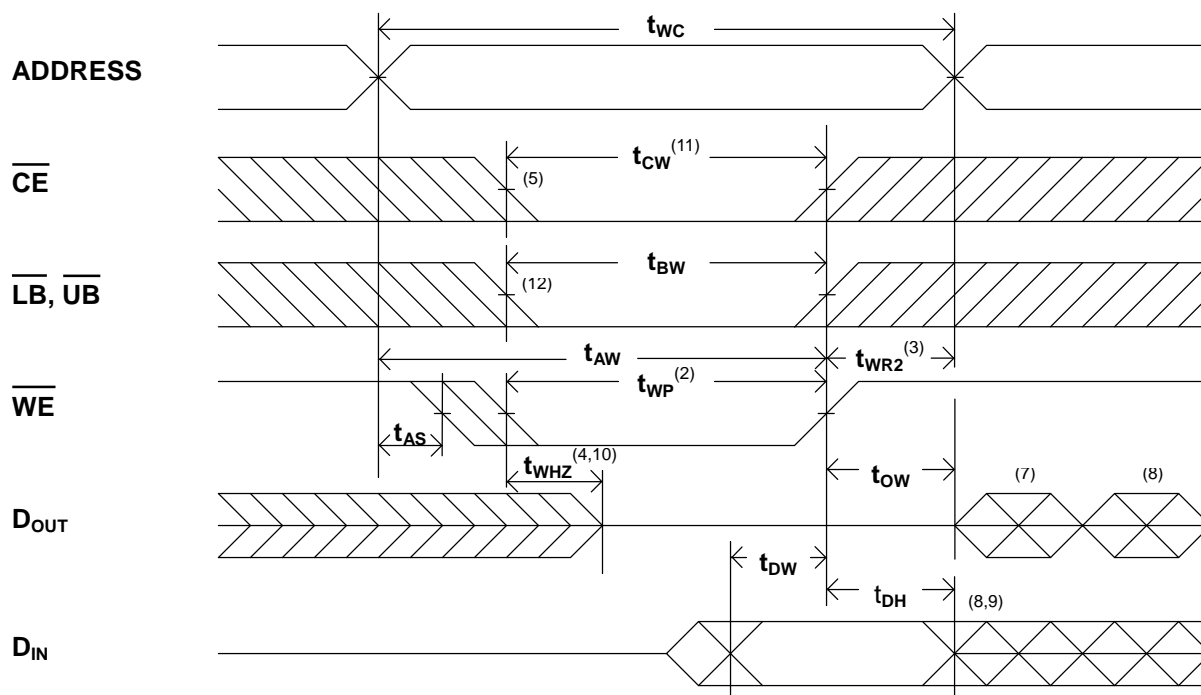 tWC
ADDRESS
CE
tCW(11)
(5)
LB, UB
tBW
(12)
tAW
tWR2(3)
WE
tWP(2)
tAS
tWHZ(4,10)
tOW
(7)
(8)
DOUT
tDW
tDH
(8,9)
DIN